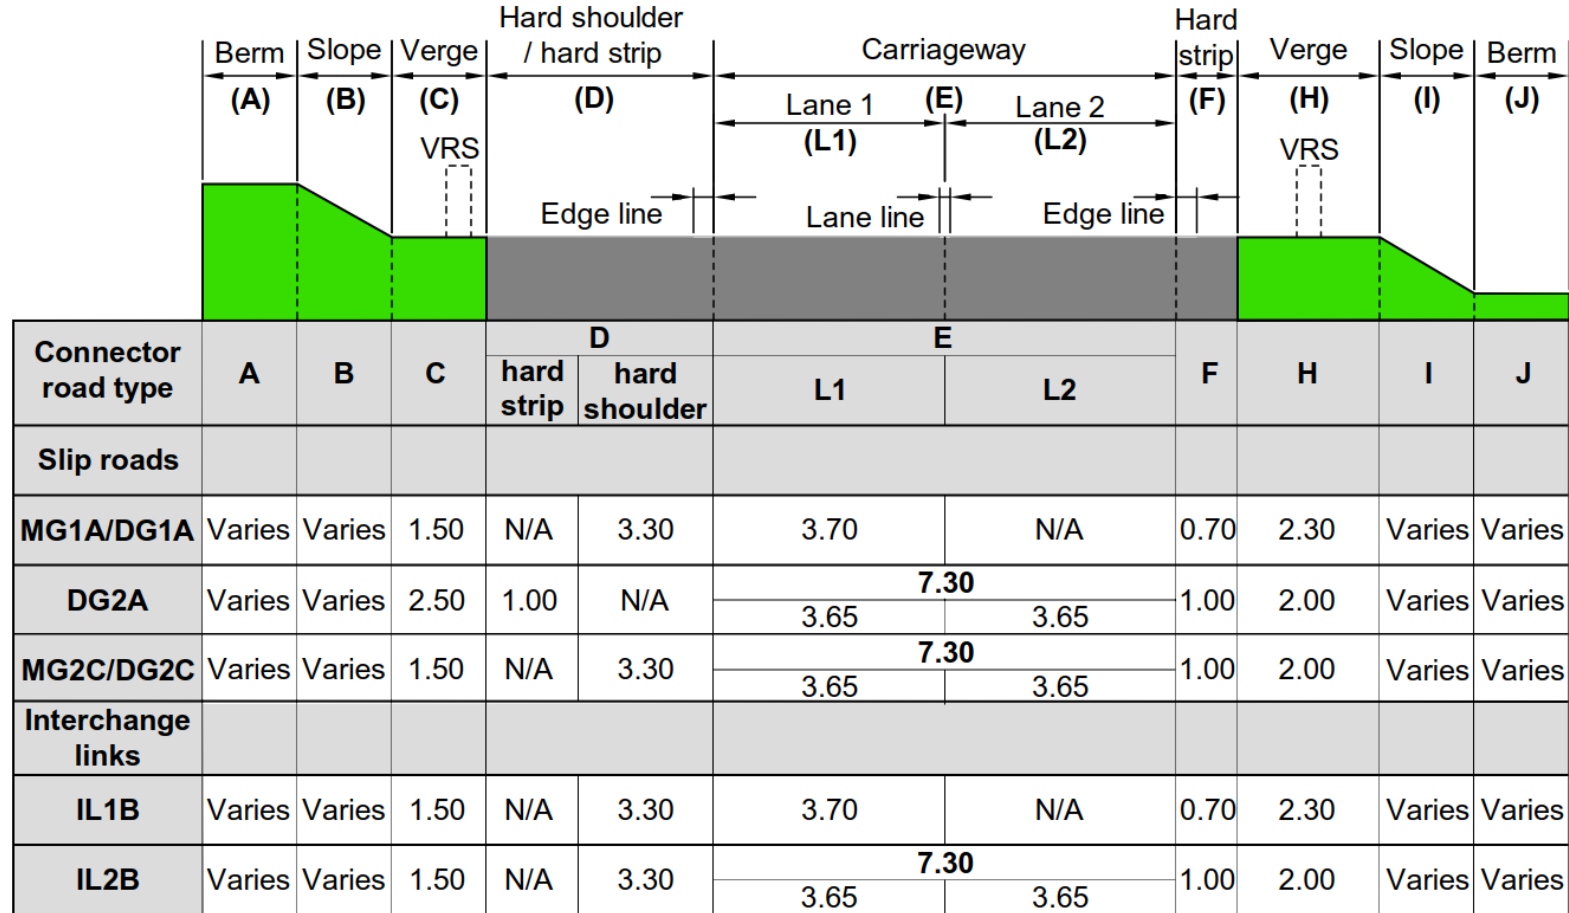 Hard shoulder / hard strip
Hard strip
Berm Slope Verge Carriageway Verge Slope Berm
(A) (B) (C) (D) (E) (F) (H) (I) (J)
Lane 1 Lane 2
(L1) (L2)
VRS VRS
Edge line Lane line Edge line
Connector road type A B C D E F H I J
hard strip hard shoulder L1 L2
Slip roads
MG1A/DG1A Varies Varies 1.50 N/A 3.30 3.70 N/A 0.70 2.30 Varies Varies
DG2A Varies Varies 2.50 1.00 N/A 7.30 1.00 2.00 Varies Varies
3.65 3.65
MG2C/DG2C Varies Varies 1.50 N/A 3.30 7.30 1.00 2.00 Varies Varies
3.65 3.65
Interchange links
IL1B Varies Varies 1.50 N/A 3.30 3.70 N/A 0.70 2.30 Varies Varies
IL2B Varies Varies 1.50 N/A 3.30 7.30 1.00 2.00 Varies Varies
3.65 3.65